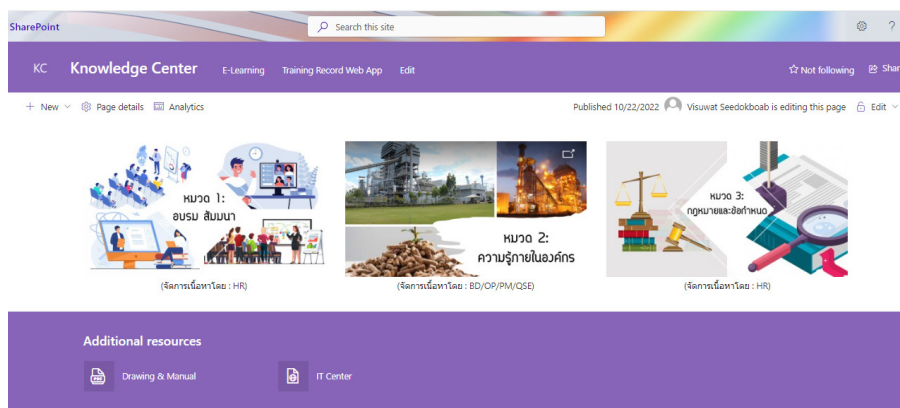 SharePoint
Search this site
?
KC
Knowledge Center
E-Learning
Training Record Web App
Edit
Not following
Shar
New
Page details
Analytics
Published 10/22/2022
Visuwat Seedokboab is editing this page
Edit
หมวด 1:
อบรม สัมมนา
(จัดการเนื้อหาโดย : HR)
หมวด 2:
ความรู้ภายในองค์กร
(จัดการเนื้อหาโดย : BD/OP/PM/QSE)
หมวด 3:
กฎหมายและข้อกำหนด
(จัดการเนื้อหาโดย : HR)
Additional resources
Drawing & Manual
IT Center